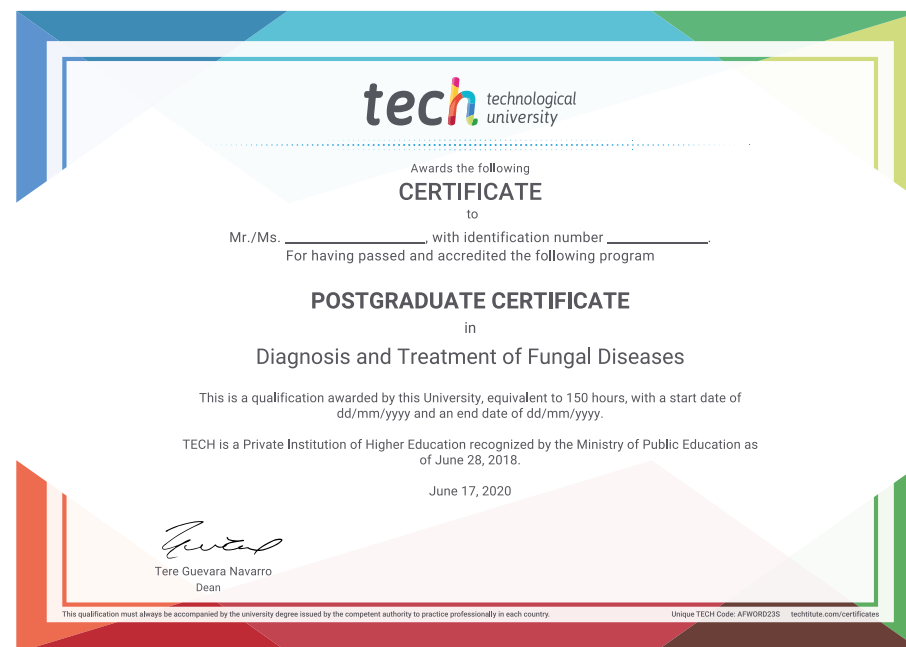 tech technological
university
Awards the following
CERTIFICATE
to
Mr./Ms. ____________________, with identification number ______________.
For having passed and accredited the following program
POSTGRADUATE CERTIFICATE
in
Diagnosis and Treatment of Fungal Diseases
This is a qualification awarded by this University, equivalent to 150 hours, with a start date of
dd/mm/yyyy and an end date of dd/mm/yyyy.
TECH is a Private Institution of Higher Education recognized by the Ministry of Public Education as
of June 28, 2018.
June 17, 2020
Tere Guevara Navarro
Dean
This qualification must always be accompanied by the university degree issued by the competent authority to practice professionally in each country.
Unique TECH Code: AFWORD23S techtitute.com/certificates